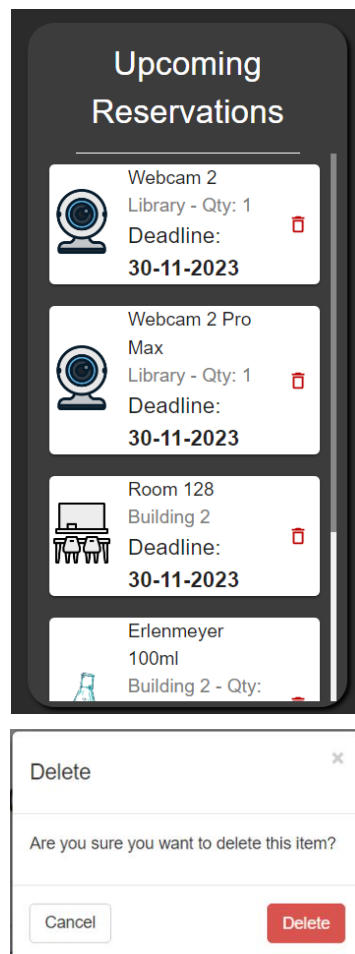 Upcoming
Reservations
Webcam 2
Library - Qty: 1
Deadline:
30-11-2023
Webcam 2 Pro
Max
Library - Qty: 1
Deadline:
30-11-2023
Room 128
Building 2
Deadline:
30-11-2023
Erlenmeyer
100ml
Building 2 - Qty:
Delete
×
Are you sure you want to delete this item?
Cancel
Delete